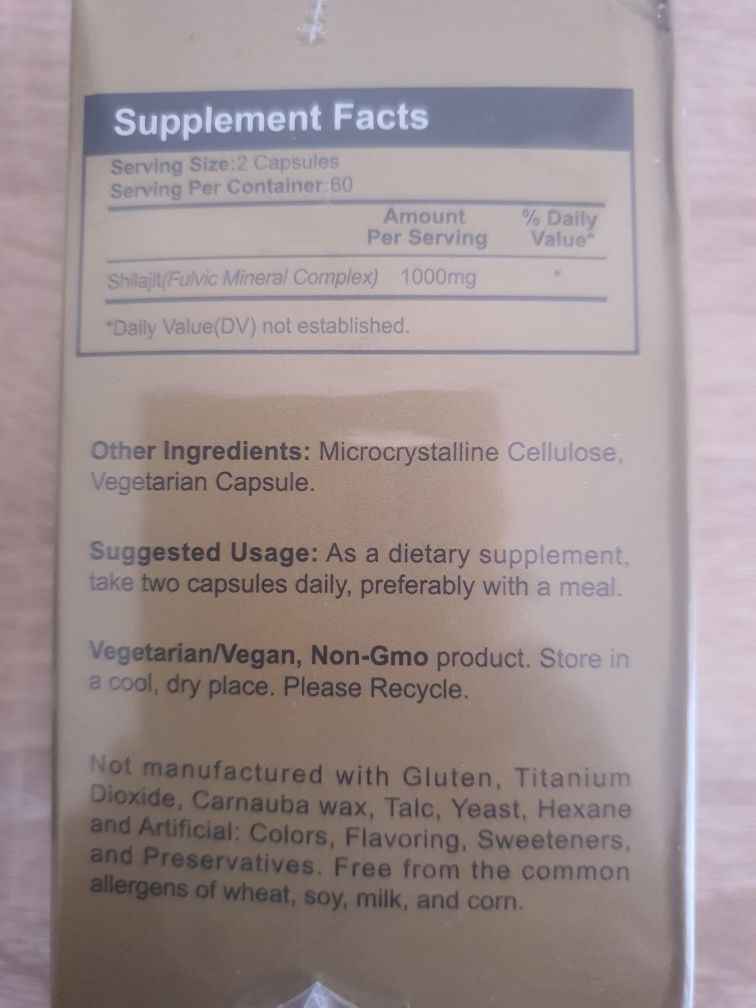 Supplement Facts
Serving Size:2 Capsules
Serving Per Container:60
Amount Per Serving % Daily Value*
Shilajit(Fulvic Mineral Complex) 1000mg *
*Daily Value(DV) not established.
Other Ingredients: Microcrystalline Cellulose,
Vegetarian Capsule.
Suggested Usage: As a dietary supplement,
take two capsules daily, preferably with a meal.
Vegetarian/Vegan, Non-Gmo product. Store in
a cool, dry place. Please Recycle.
Not manufactured with Gluten, Titanium
Dioxide, Carnauba wax, Talc, Yeast, Hexane
and Artificial: Colors, Flavoring, Sweeteners,
and Preservatives. Free from the common
allergens of wheat, soy, milk, and corn.